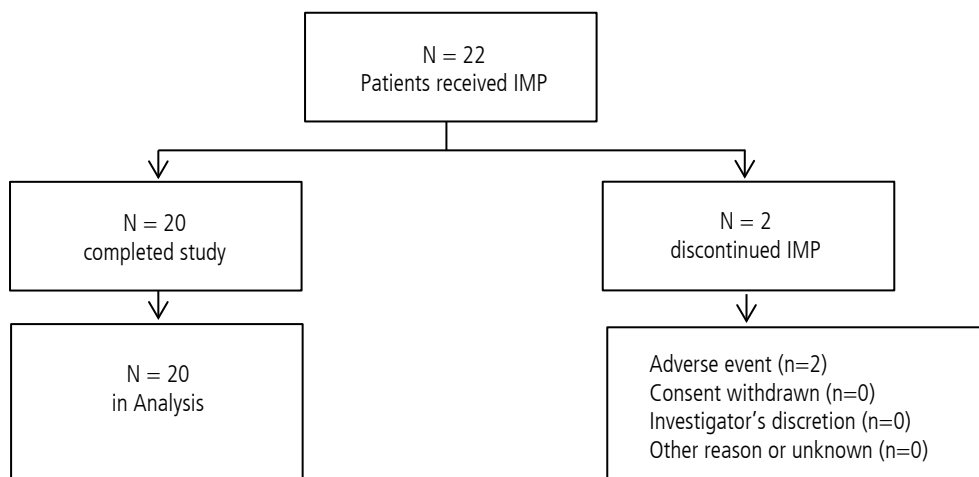 N = 22
Patients received IMP
N = 20
completed study
N = 2
discontinued IMP
N = 20
in Analysis
Adverse event (n=2)
Consent withdrawn (n=0)
Investigator’s discretion (n=0)
Other reason or unknown (n=0)